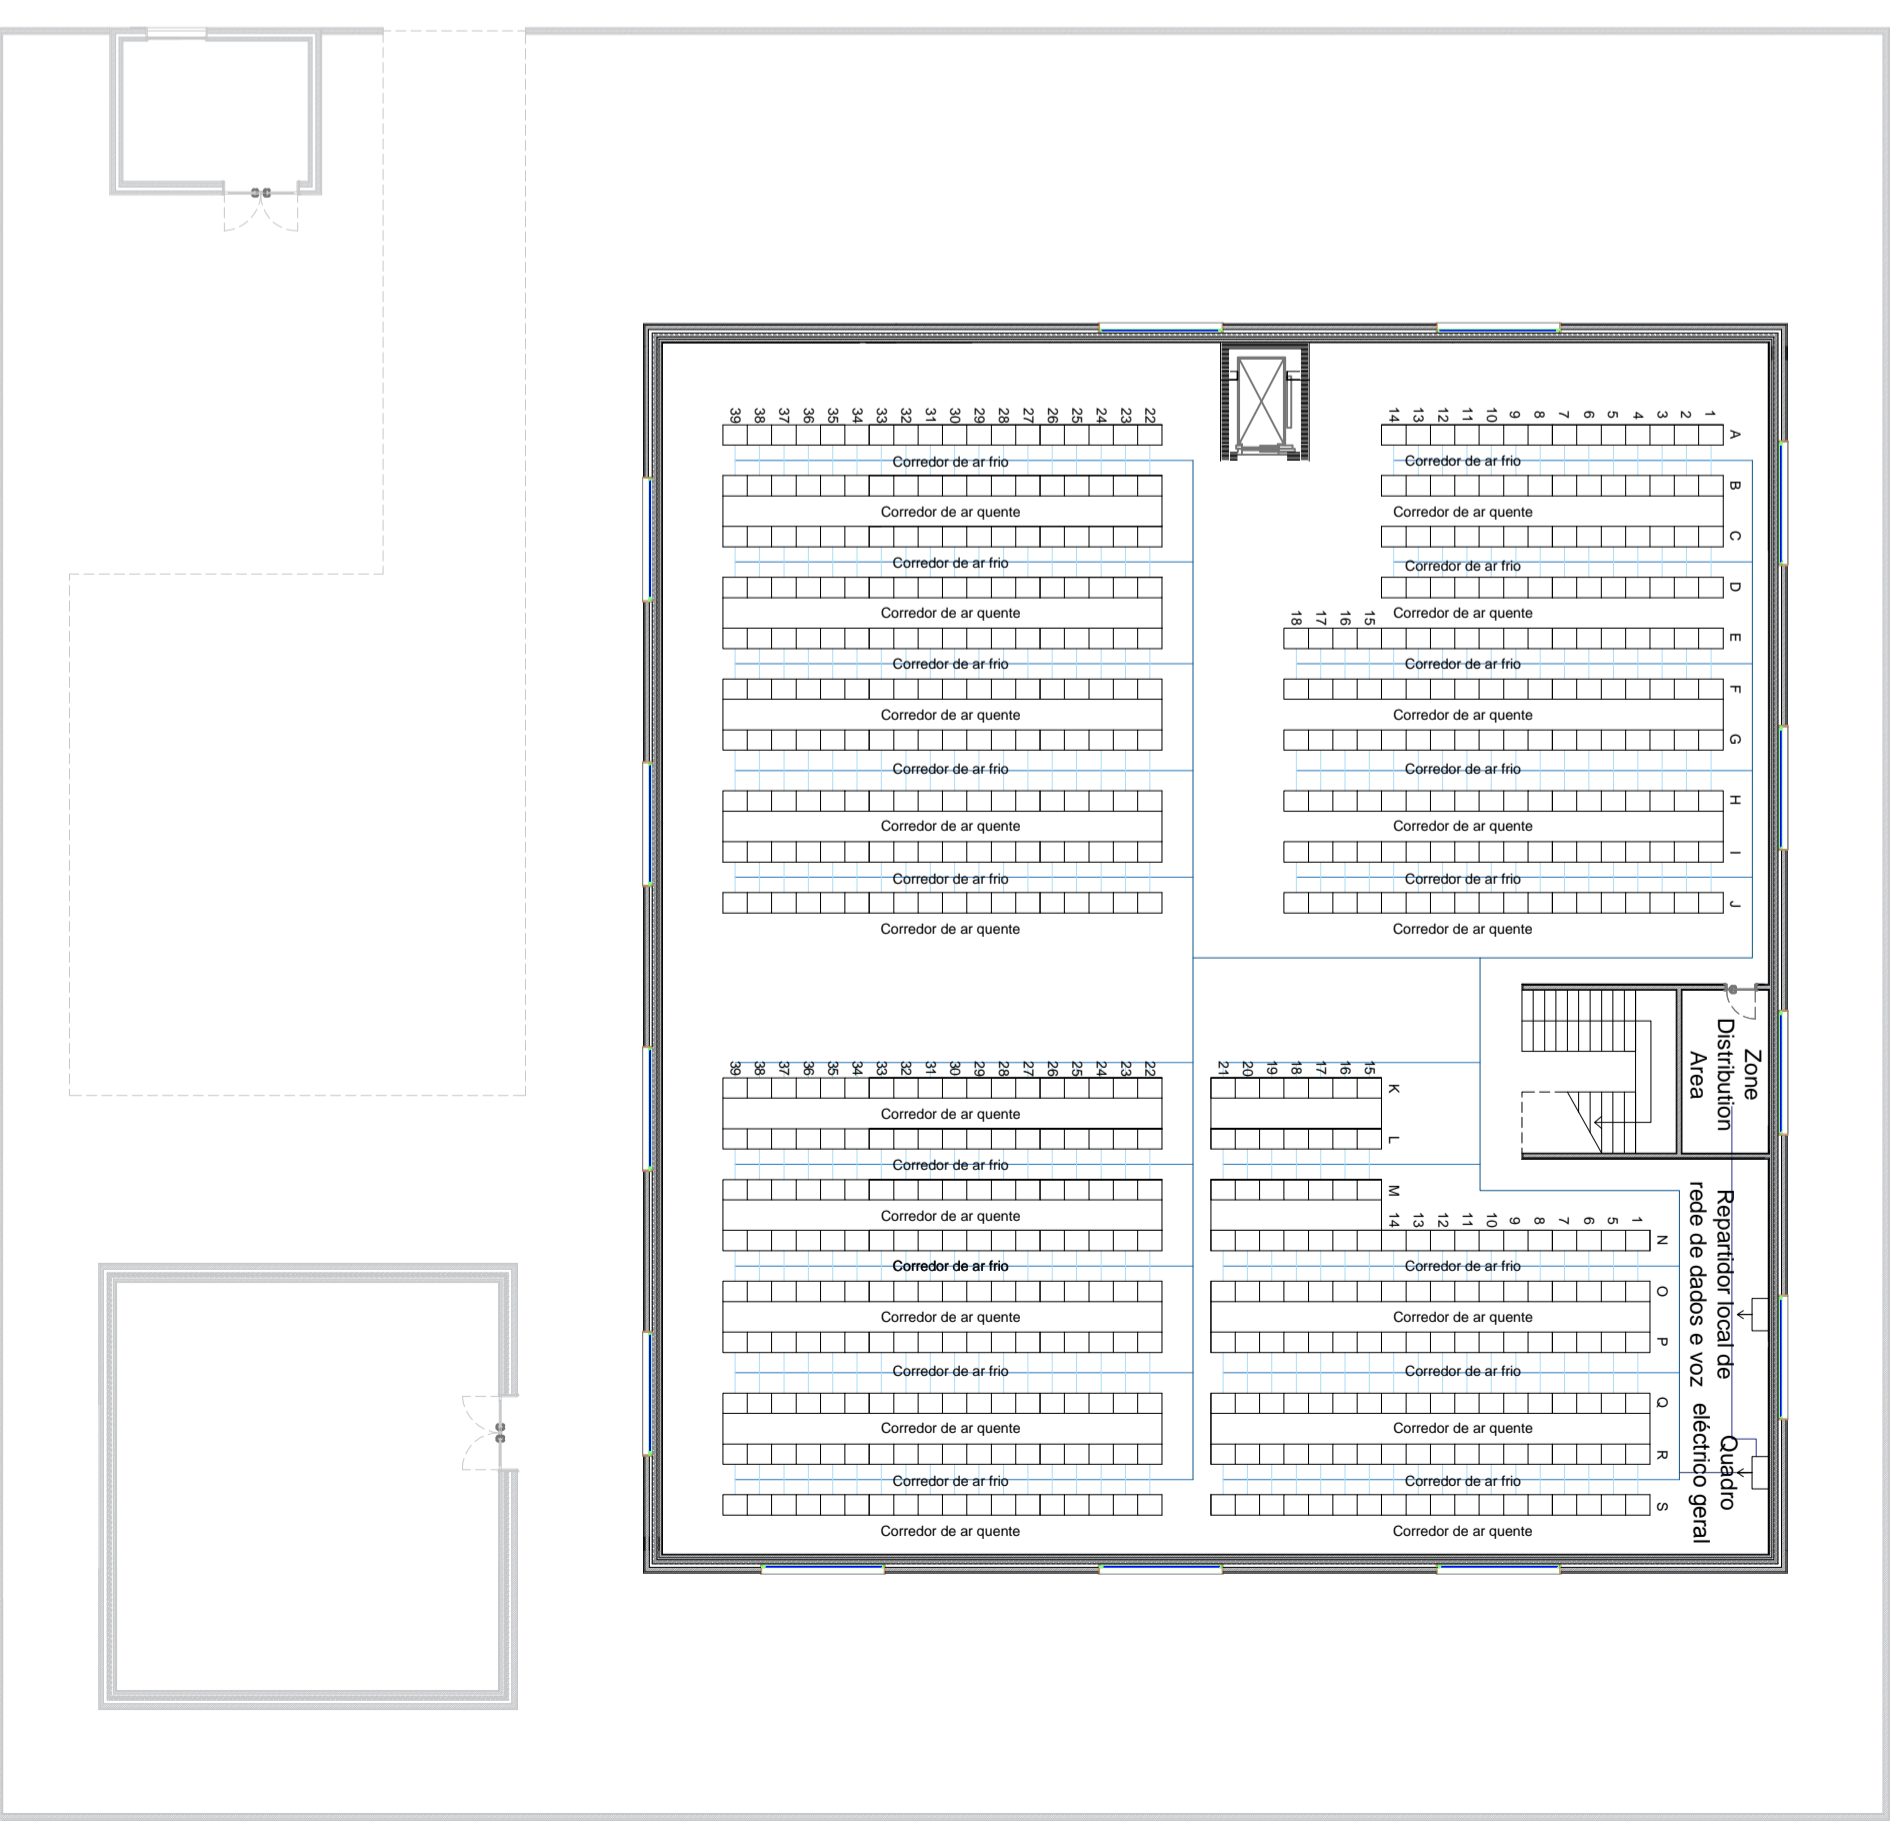 39 38 37 36 35 34 33 32 31 30 29 28 27 26 25 24 23 22
14 13 12 11 10 9 8 7 6 5 4 3 2 1
A
Corredor de ar frio
Corredor de ar frio
B
Corredor de ar quente
Corredor de ar quente
C
Corredor de ar frio
Corredor de ar frio
D
Corredor de ar quente
Corredor de ar quente
18 17 16 15
E
Corredor de ar frio
Corredor de ar frio
F
Corredor de ar quente
Corredor de ar quente
G
Corredor de ar frio
Corredor de ar frio
H
Corredor de ar quente
Corredor de ar quente
I
Corredor de ar frio
Corredor de ar frio
J
Corredor de ar quente
Corredor de ar quente
Zone
Distribution
Area
39 38 37 36 35 34 33 32 31 30 29 28 27 26 25 24 23 22
21 20 19 18 17 16 15
K
Corredor de ar quente
L
Corredor de ar frio
M
Corredor de ar quente
14 13 12 11 10 9 8 7 6 5 1
N
Corredor de ar frio
Corredor de ar frio
O
Corredor de ar quente
Corredor de ar quente
P
Corredor de ar frio
Corredor de ar frio
Q
Corredor de ar quente
Corredor de ar quente
R
Corredor de ar frio
Corredor de ar frio
S
Corredor de ar quente
Corredor de ar quente
Repartidor local de
rede de dados e voz
Quadro
eléctrico geral